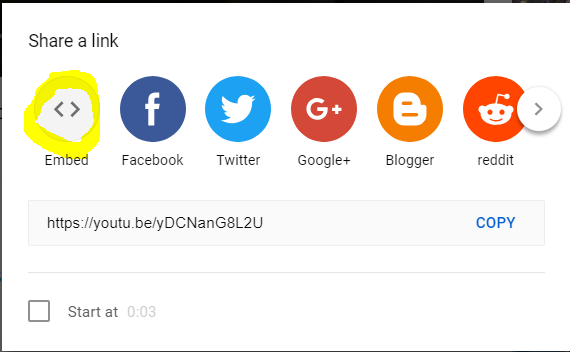 Share a link
Embed Facebook Twitter Google+ Blogger reddit
https://youtu.be/yDCNanG8L2U COPY
Start at 0:03